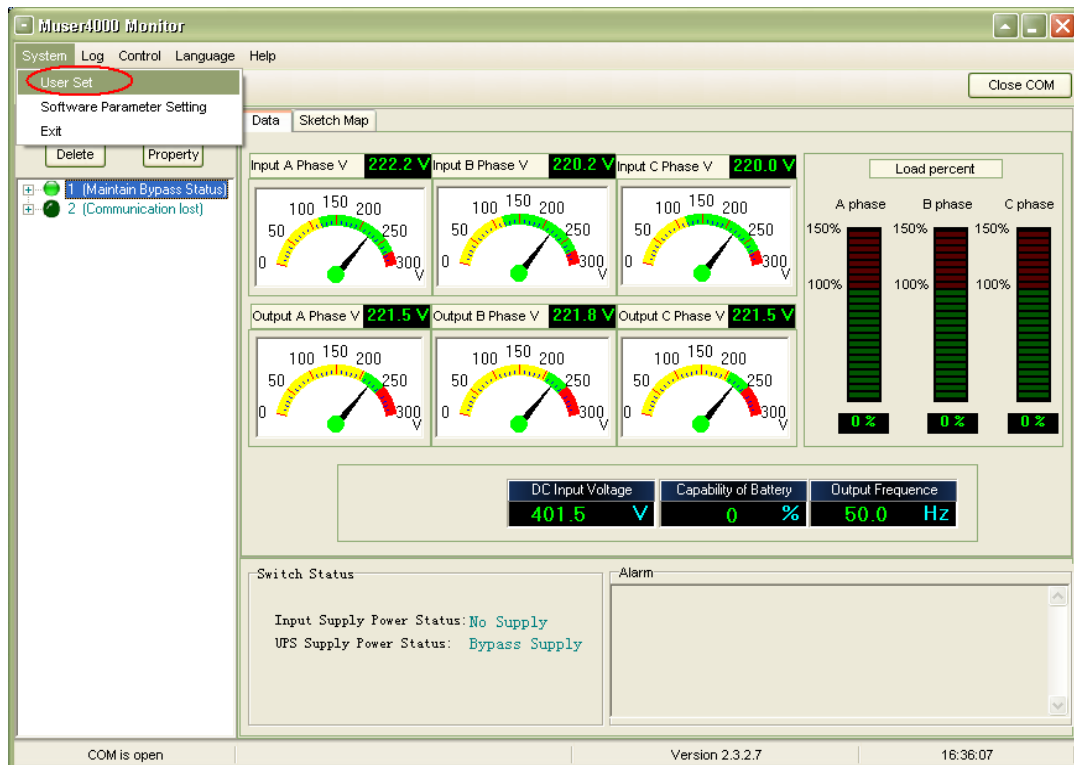 Muser4000 Monitor
System Log Control Language Help
User Set
Software Parameter Setting
Exit
Close COM
Delete Property
1 (Maintain Bypass Status)
2 (Communication lost)
Data Sketch Map
Input A Phase V 222.2 V Input B Phase V 220.2 V Input C Phase V 220.0 V
0 50 100 150 200 250 300 V
0 50 100 150 200 250 300 V
0 50 100 150 200 250 300 V
Output A Phase V 221.5 V Output B Phase V 221.8 V Output C Phase V 221.5 V
0 50 100 150 200 250 300 V
0 50 100 150 200 250 300 V
0 50 100 150 200 250 300 V
Load percent
A phase B phase C phase
150% 150% 150%
100% 100% 100%
0 % 0 % 0 %
DC Input Voltage Capability of Battery Output Frequence
401.5 V 0 % 50.0 Hz
Switch Status
Input Supply Power Status: No Supply
UPS Supply Power Status: Bypass Supply
Alarm
COM is open Version 2.3.2.7 16:36:07